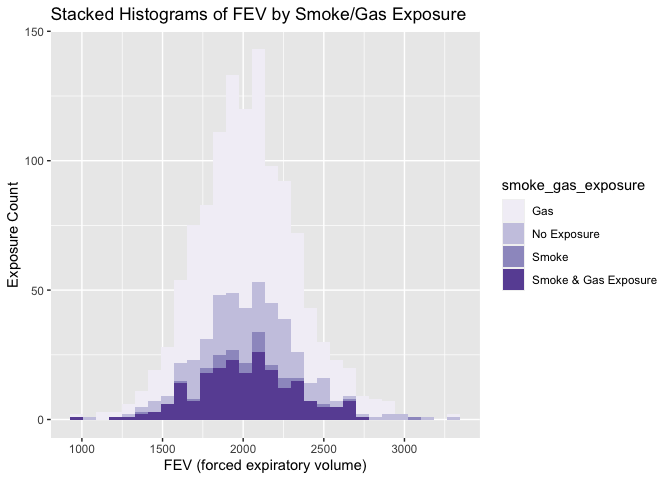 Stacked Histograms of FEV by Smoke/Gas Exposure
150
100
50
0
Exposure Count
1000 1500 2000 2500 3000
FEV (forced expiratory volume)
smoke_gas_exposure
Gas
No Exposure
Smoke
Smoke & Gas Exposure